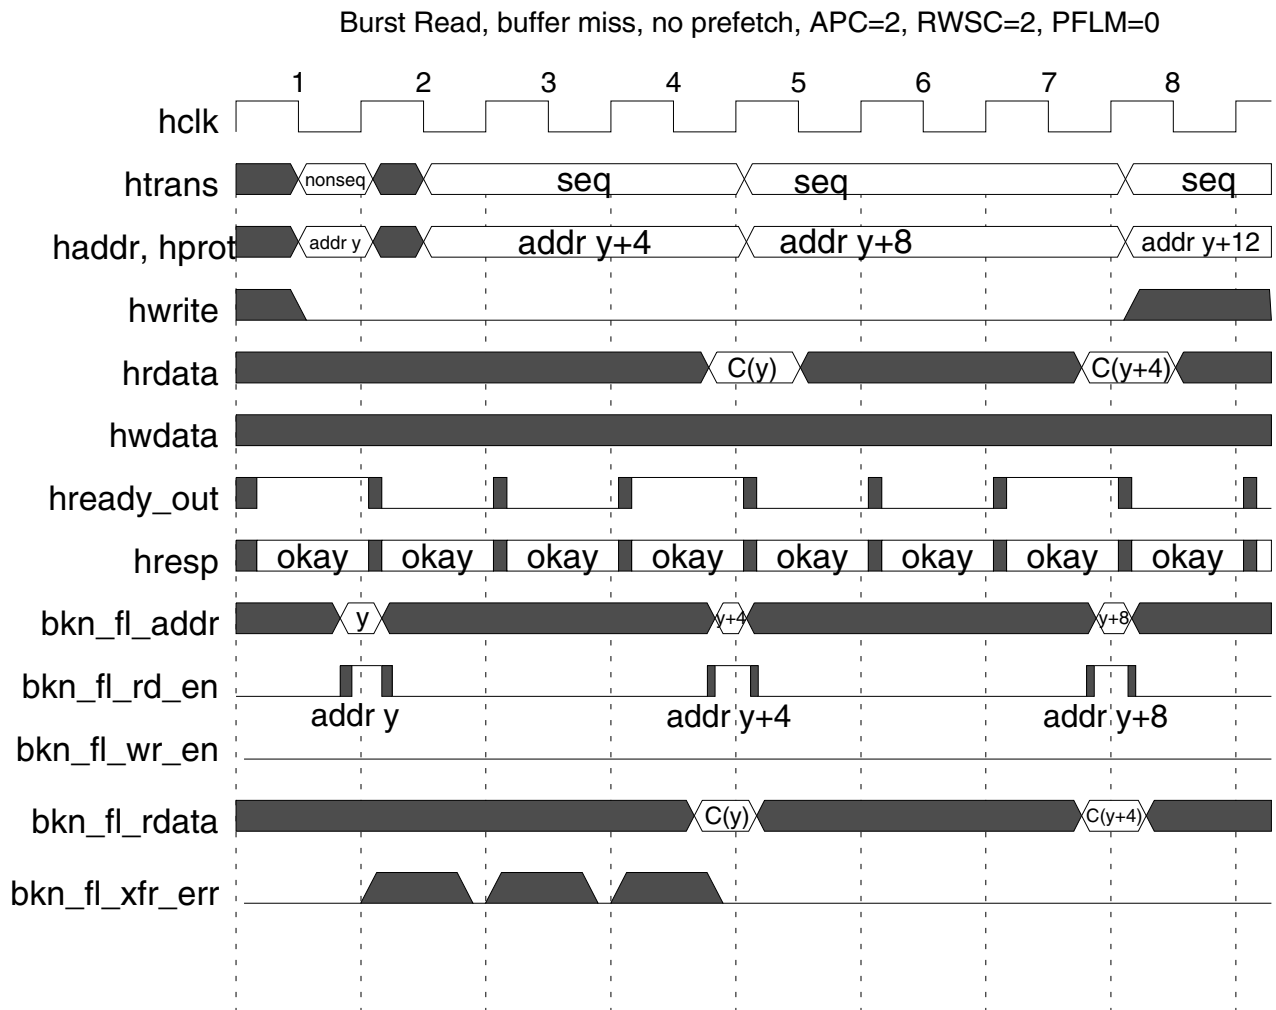 Burst Read, buffer miss, no prefetch, APC=2, RWSC=2, PFLM=0
1 2 3 4 5 6 7 8
hclk
htrans nonseq seq seq seq
haddr, hprot addr y addr y+4 addr y+8 addr y+12
hwrite
hrdata C(y) C(y+4)
hwdata
hready_out
hresp okay okay okay okay okay okay okay okay
bkn_fl_addr y y+4 y+8
bkn_fl_rd_en
addr y addr y+4 addr y+8
bkn_fl_wr_en
bkn_fl_rdata C(y) C(y+4)
bkn_fl_xfr_err